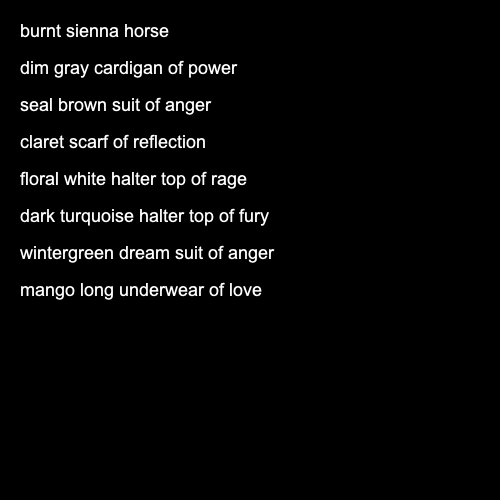 burnt sienna horse
dim gray cardigan of power
seal brown suit of anger
claret scarf of reflection
floral white halter top of rage
dark turquoise halter top of fury
wintergreen dream suit of anger
mango long underwear of love